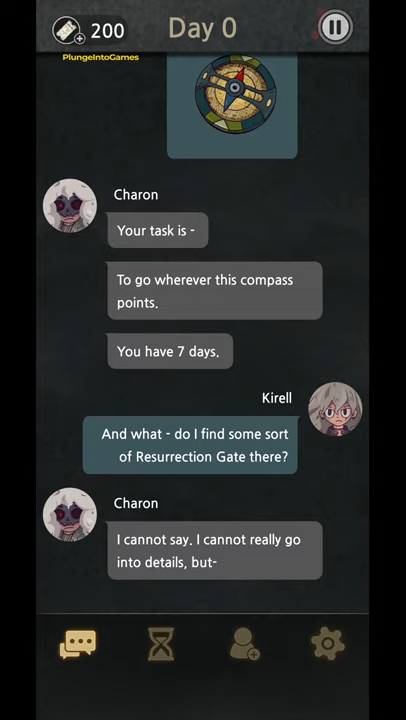 200
Day 0
PlungeIntoGames
Charon
Your task is -
To go wherever this compass
points.
You have 7 days.
Kirell
And what - do I find some sort
of Resurrection Gate there?
Charon
I cannot say. I cannot really go
into details, but-